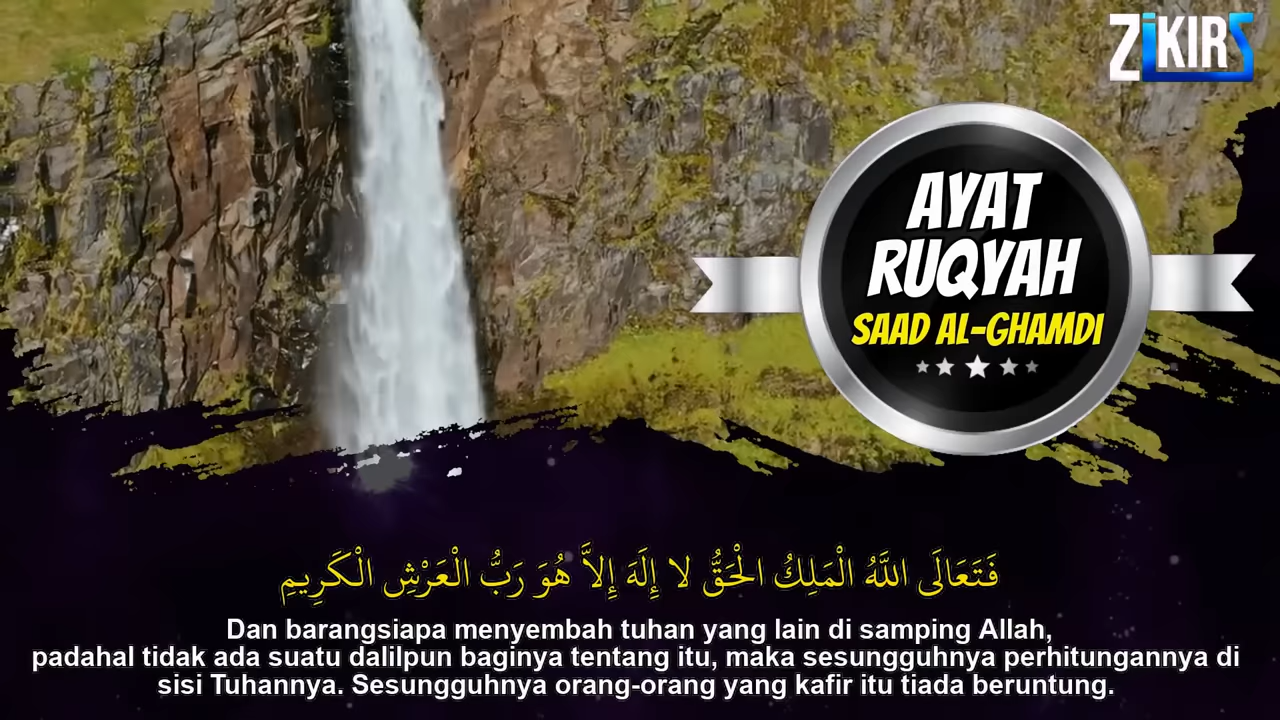 ZiKIRS
AYAT
RUQYAH
SAAD AL-GHAMDI
فَتَعَالَى اللَّهُ الْمَلِكُ الْحَقُّ لا إِلَهَ إِلاَّ هُوَ رَبُّ الْعَرْشِ الْكَرِيمِ
Dan barangsiapa menyembah tuhan yang lain di samping Allah,
padahal tidak ada suatu dalilpun baginya tentang itu, maka sesungguhnya perhitungannya di
sisi Tuhannya. Sesungguhnya orang-orang yang kafir itu tiada beruntung.